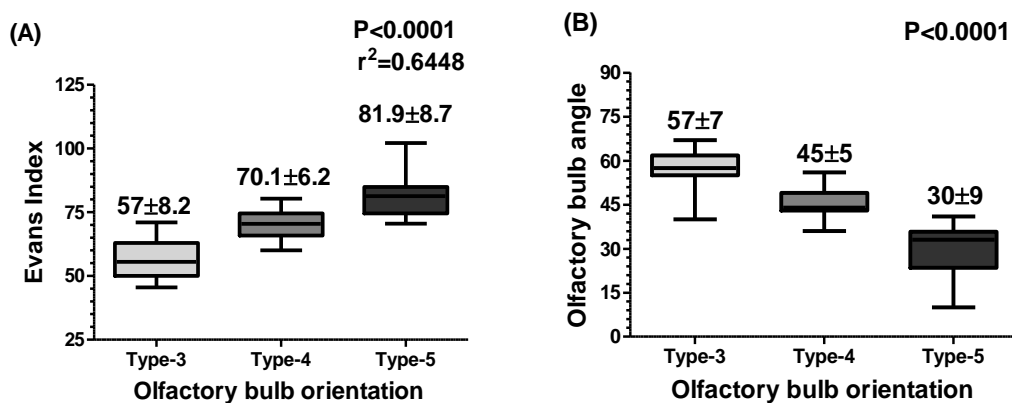 (A)
P<0.0001
r²=0.6448
Evans Index
125
100
75
50
25
57±8.2
70.1±6.2
81.9±8.7
Type-3 Type-4 Type-5
Olfactory bulb orientation
(B)
P<0.0001
Olfactory bulb angle
90
75
60
45
30
15
0
57±7
45±5
30±9
Type-3 Type-4 Type-5
Olfactory bulb orientation